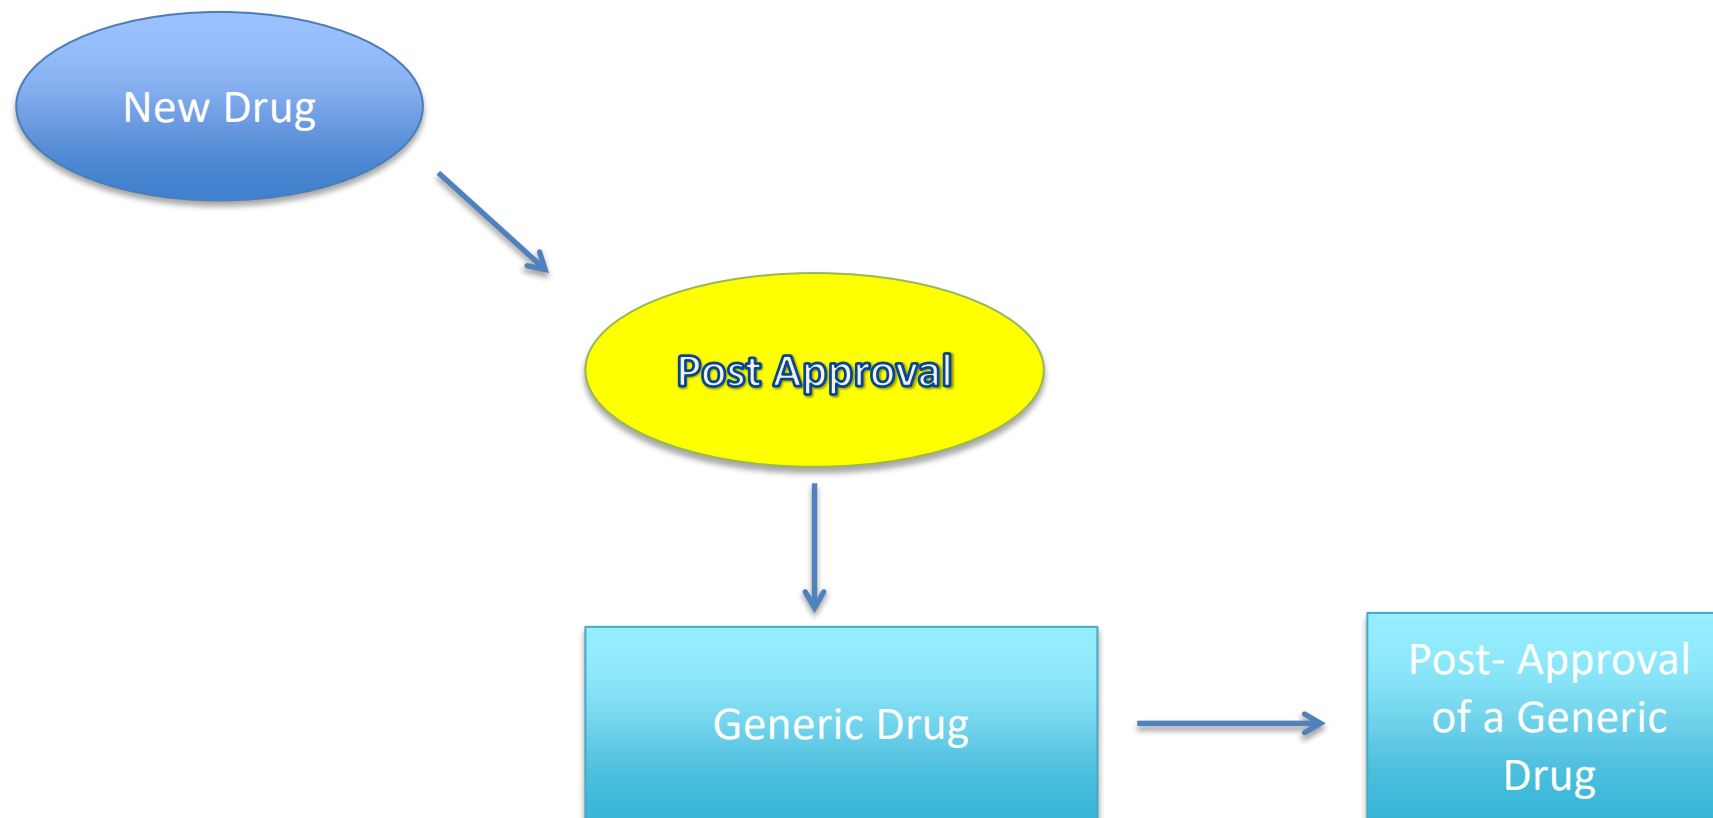 New Drug
Post Approval
Generic Drug
Post- Approval
of a Generic
Drug